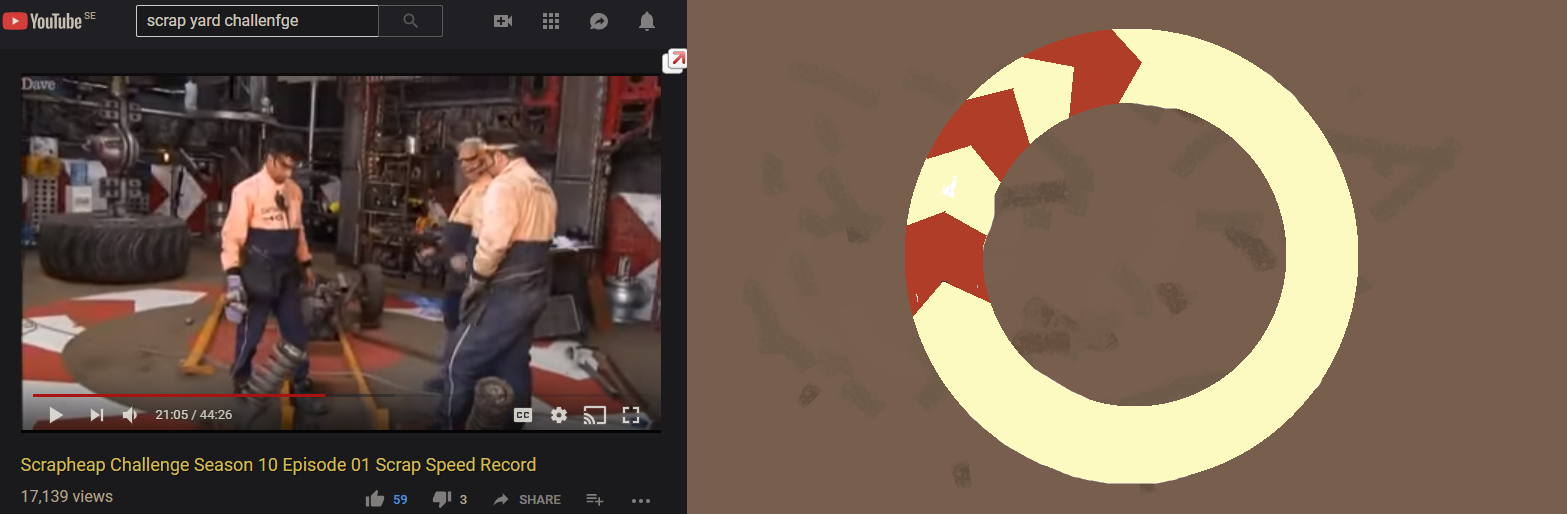 YouTube SE
scrap yard challenfge
Dave
21:05 / 44:26
CC
Scrapheap Challenge Season 10 Episode 01 Scrap Speed Record
17,139 views
59
3
SHARE